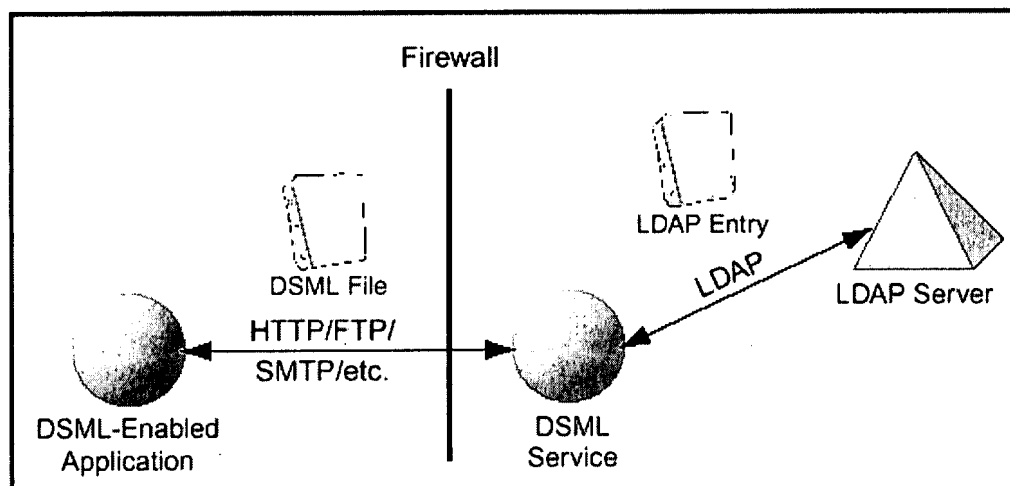 Firewall
LDAP Entry
DSML File
LDAP
LDAP Server
HTTP/FTP/
SMTP/etc.
DSML-Enabled
Application
DSML
Service